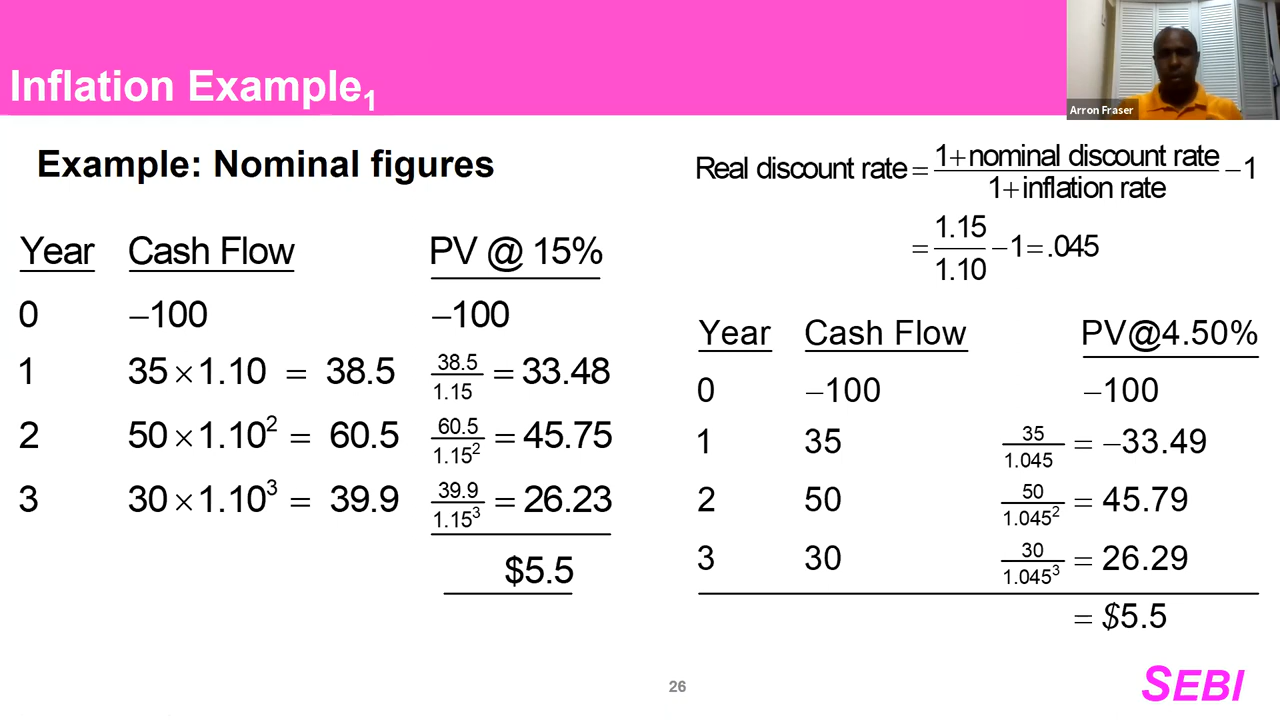 Inflation Example1
Arron Fraser
Example: Nominal figures
Year Cash Flow PV @ 15%
0 –100 –100
1 35 × 1.10 = 38.5 38.5/1.15 = 33.48
2 50 × 1.10² = 60.5 60.5/1.15² = 45.75
3 30 × 1.10³ = 39.9 39.9/1.15³ = 26.23
$5.5
Real discount rate = 1+nominal discount rate/1+inflation rate – 1
= 1.15/1.10 – 1 = .045
Year Cash Flow PV@4.50%
0 –100 –100
1 35 35/1.045 = –33.49
2 50 50/1.045² = 45.79
3 30 30/1.045³ = 26.29
= $5.5
26
SEBI